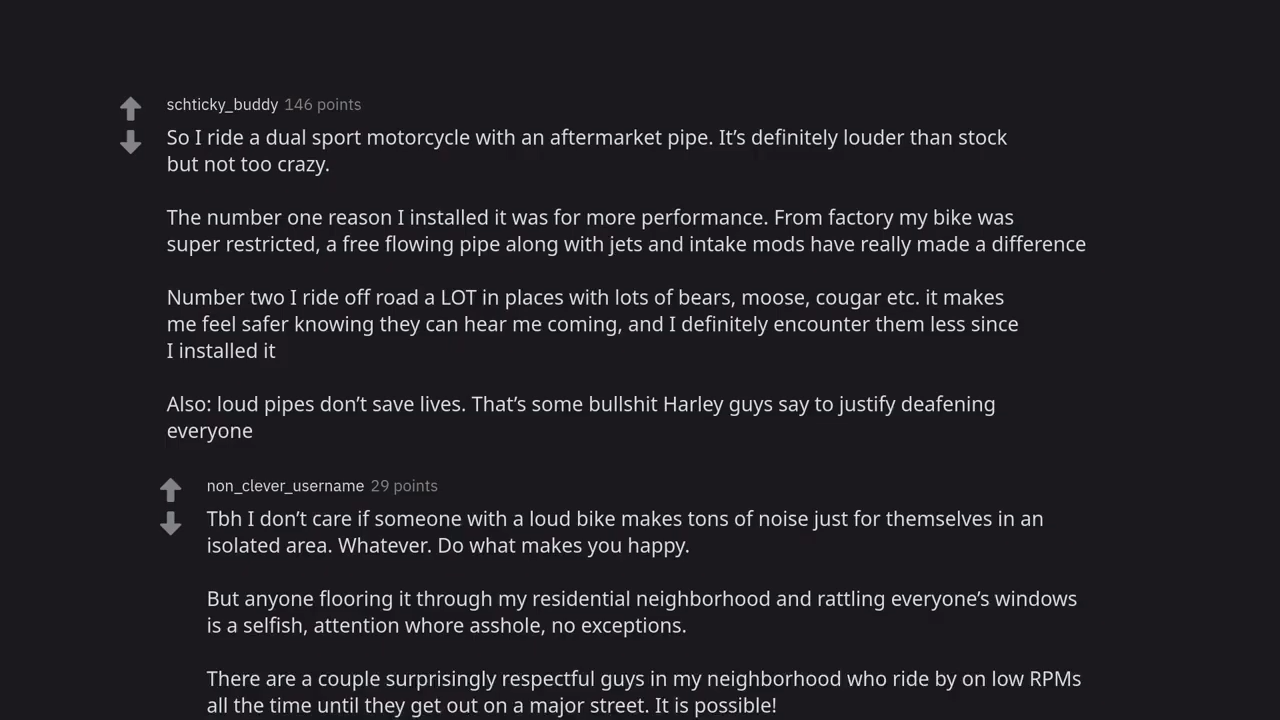 schticky_buddy 146 points
So I ride a dual sport motorcycle with an aftermarket pipe. It’s definitely louder than stock
but not too crazy.
The number one reason I installed it was for more performance. From factory my bike was
super restricted, a free flowing pipe along with jets and intake mods have really made a difference
Number two I ride off road a LOT in places with lots of bears, moose, cougar etc. it makes
me feel safer knowing they can hear me coming, and I definitely encounter them less since
I installed it
Also: loud pipes don’t save lives. That’s some bullshit Harley guys say to justify deafening
everyone
non_clever_username 29 points
Tbh I don’t care if someone with a loud bike makes tons of noise just for themselves in an
isolated area. Whatever. Do what makes you happy.
But anyone flooring it through my residential neighborhood and rattling everyone’s windows
is a selfish, attention whore asshole, no exceptions.
There are a couple surprisingly respectful guys in my neighborhood who ride by on low RPMs
all the time until they get out on a major street. It is possible!